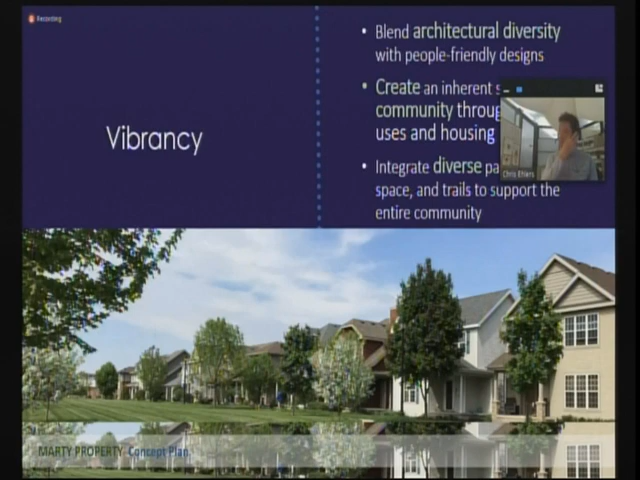 Recording
Vibrancy
• Blend architectural diversity
with people-friendly designs
• Create an inherent s
community throug
uses and housing
• Integrate diverse pa
space, and trails to support the
entire community
Chris Ehlers
MARTY PROPERTY Concept Plan